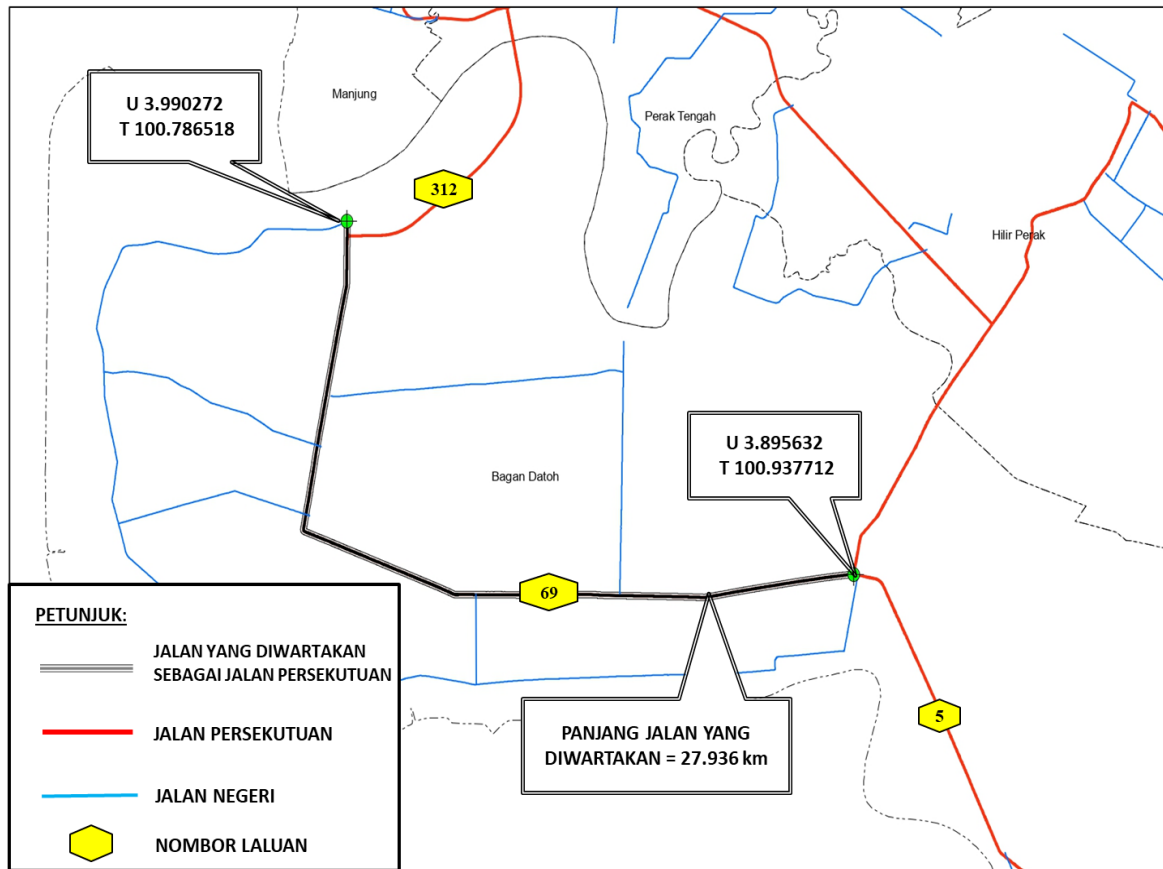 U 3.990272
T 100.786518
Manjung
312
Perak Tengah
Hilir Perak
U 3.895632
T 100.937712
Bagan Datoh
69
5
PANJANG JALAN YANG
DIWARTAKAN = 27.936 km
PETUNJUK:
JALAN YANG DIWARTAKAN
SEBAGAI JALAN PERSEKUTUAN
JALAN PERSEKUTUAN
JALAN NEGERI
NOMBOR LALUAN